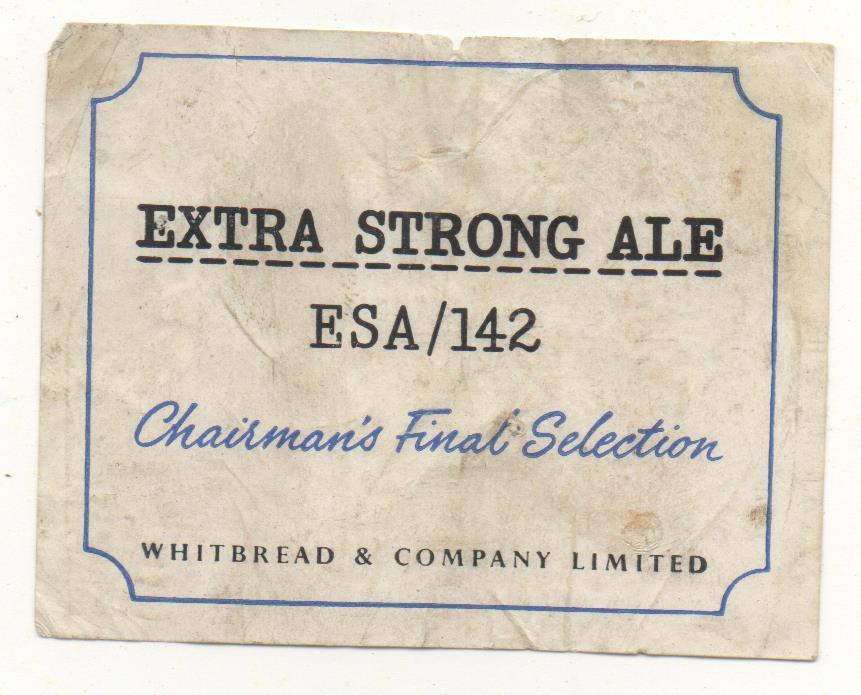 EXTRA STRONG ALE
ESA/142
Chairman's Final Selection
WHITBREAD & COMPANY LIMITED